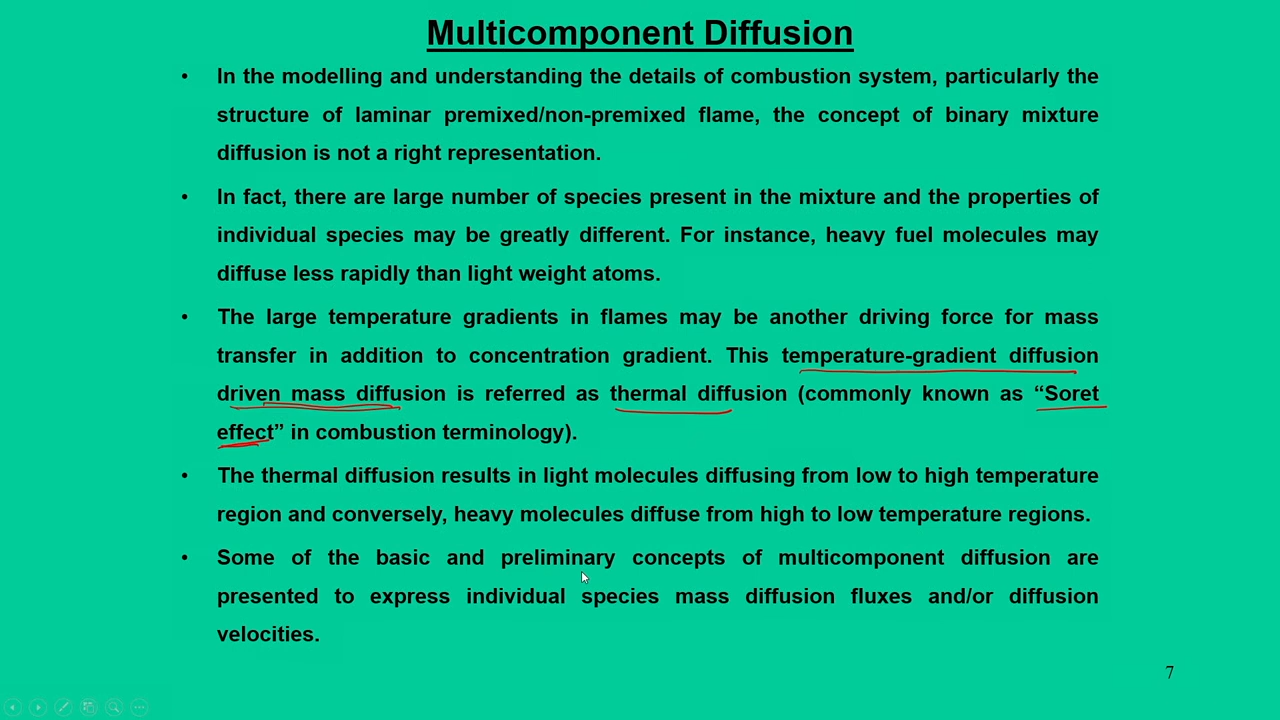 Multicomponent Diffusion
• In the modelling and understanding the details of combustion system, particularly the
structure of laminar premixed/non-premixed flame, the concept of binary mixture
diffusion is not a right representation.
• In fact, there are large number of species present in the mixture and the properties of
individual species may be greatly different. For instance, heavy fuel molecules may
diffuse less rapidly than light weight atoms.
• The large temperature gradients in flames may be another driving force for mass
transfer in addition to concentration gradient. This temperature-gradient diffusion
driven mass diffusion is referred as thermal diffusion (commonly known as “Soret
effect” in combustion terminology).
• The thermal diffusion results in light molecules diffusing from low to high temperature
region and conversely, heavy molecules diffuse from high to low temperature regions.
• Some of the basic and preliminary concepts of multicomponent diffusion are
presented to express individual species mass diffusion fluxes and/or diffusion
velocities.
7